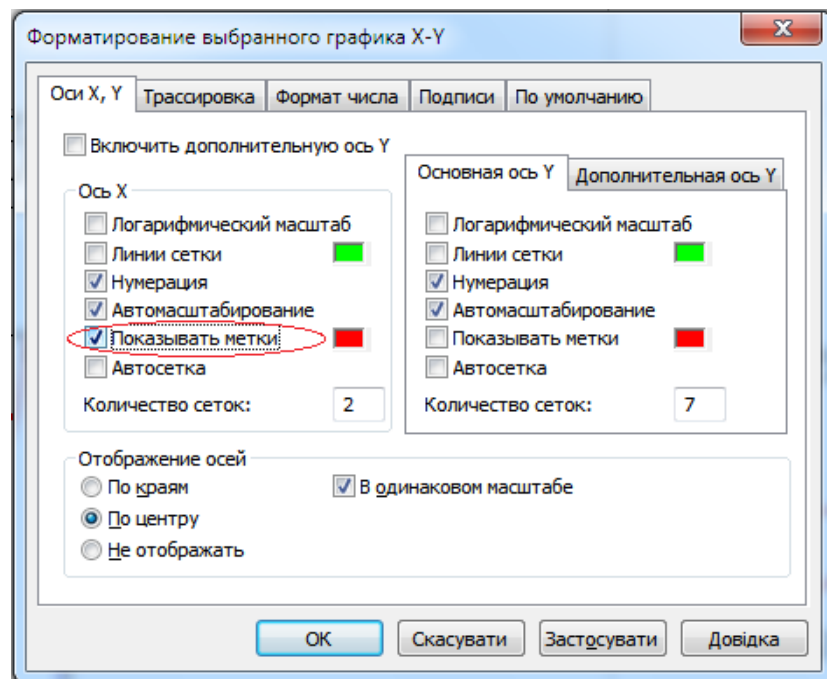 Форматирование выбранного графика X-Y
Оси X, Y Трассировка Формат числа Подписи По умолчанию
Включить дополнительную ось Y
Ось X
Логарифмический масштаб
Линии сетки
Нумерация
Автомасштабирование
Показывать метки
Автосетка
Количество сеток: 2
Основная ось Y Дополнительная ось Y
Логарифмический масштаб
Линии сетки
Нумерация
Автомасштабирование
Показывать метки
Автосетка
Количество сеток: 7
Отображение осей
По краям
По центру
Не отображать
В одинаковом масштабе
ОК Скасувати Застосувати Довідка